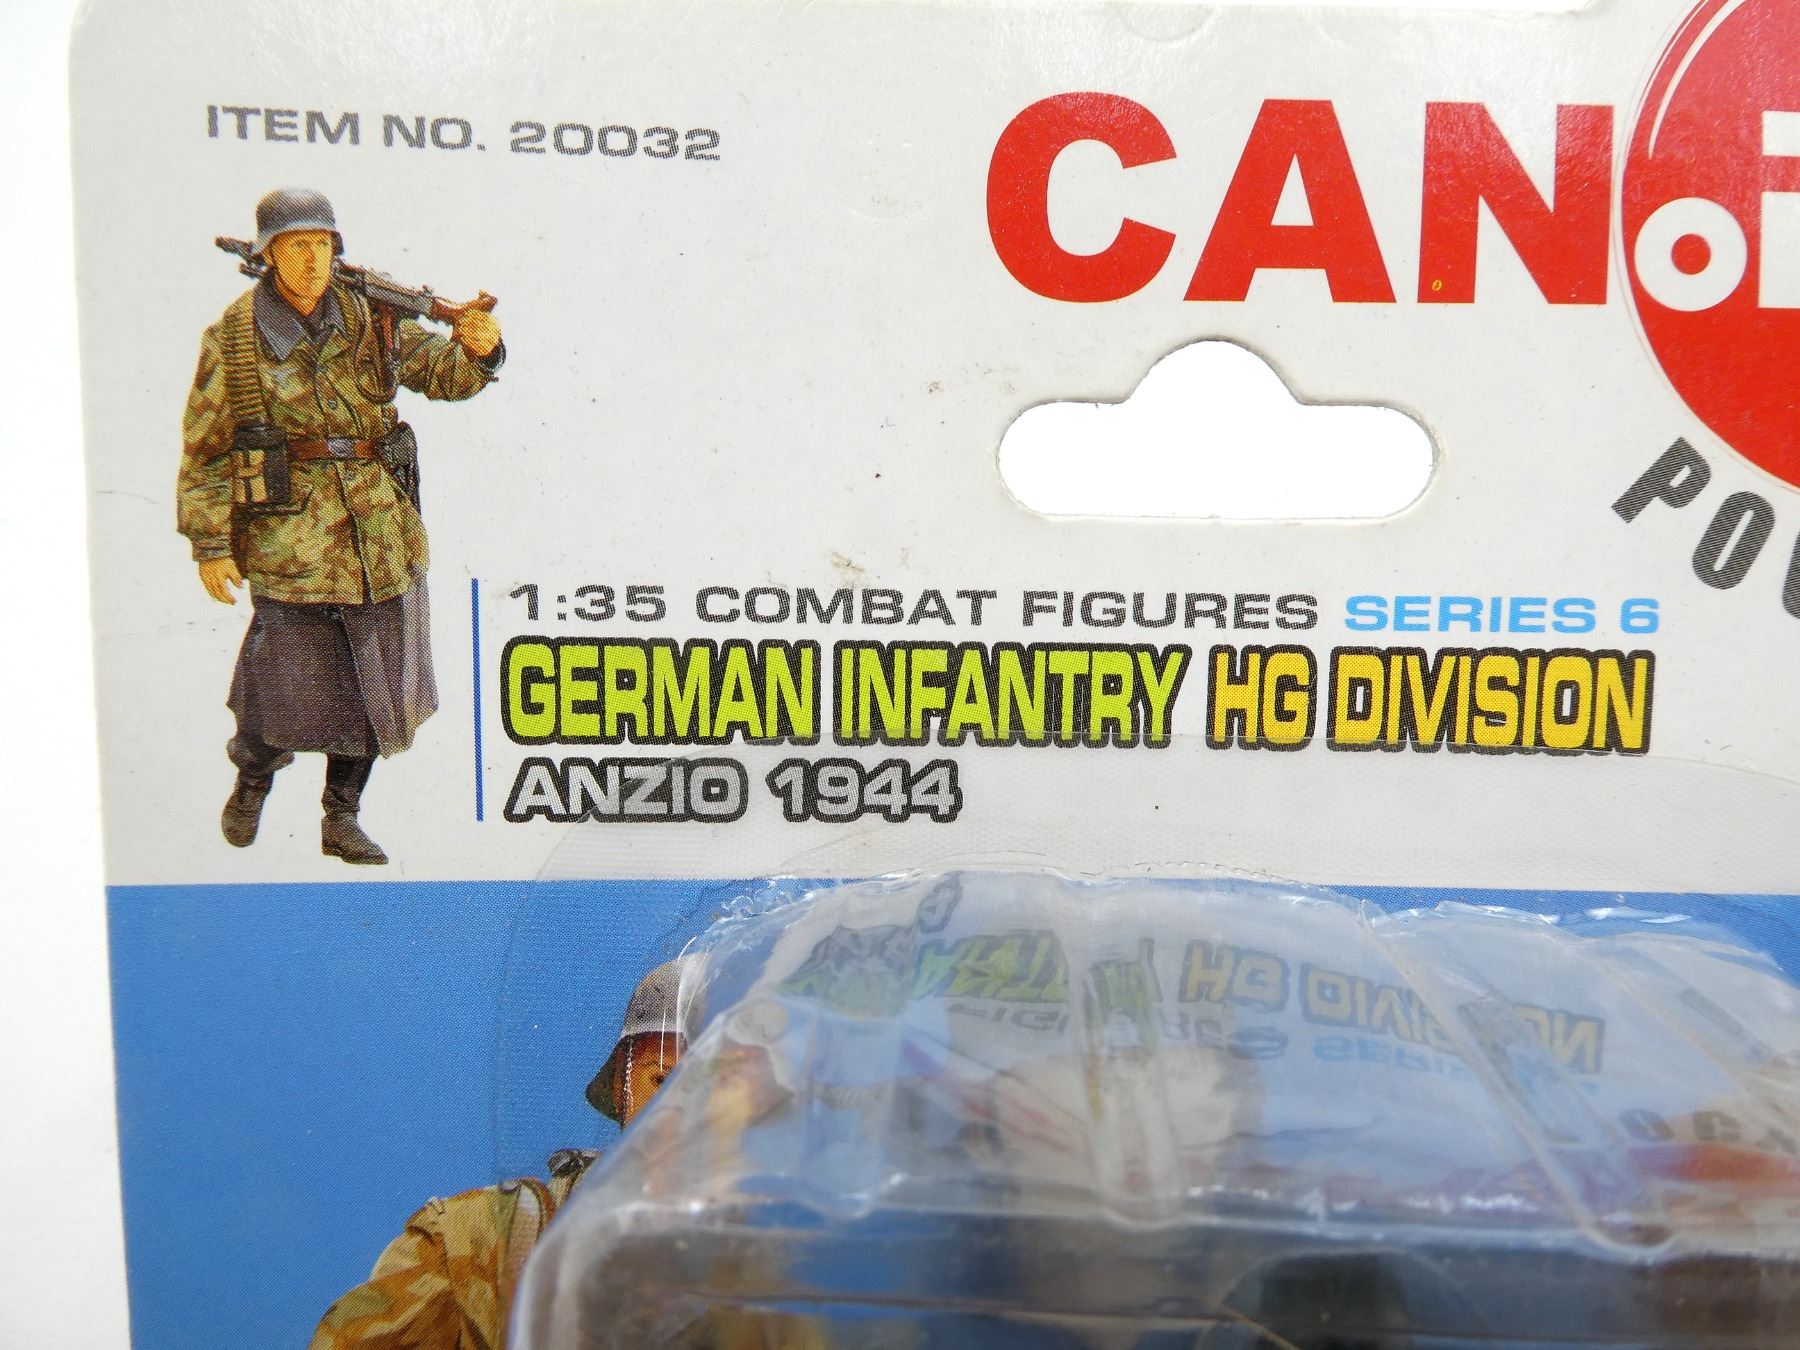 ITEM NO. 20032
CAN
1:35 COMBAT FIGURES SERIES 6
GERMAN INFANTRY HG DIVISION
ANZIO 1944